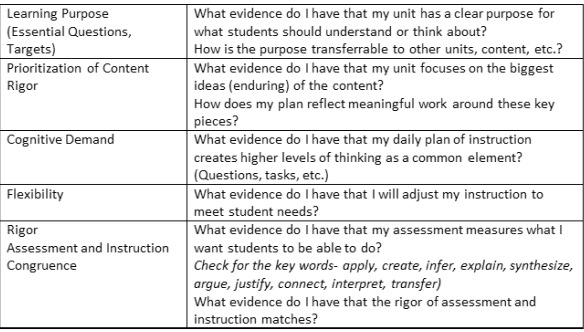 Learning Purpose
(Essential Questions,
Targets)
What evidence do I have that my unit has a clear purpose for
what students should understand or think about?
How is the purpose transferrable to other units, content, etc.?
Prioritization of Content
Rigor
What evidence do I have that my unit focuses on the biggest
ideas (enduring) of the content?
How does my plan reflect meaningful work around these key
pieces?
Cognitive Demand
What evidence do I have that my daily plan of instruction
creates higher levels of thinking as a common element?
(Questions, tasks, etc.)
Flexibility
What evidence do I have that I will adjust my instruction to
meet student needs?
Rigor
Assessment and Instruction
Congruence
What evidence do I have that my assessment measures what I
want students to be able to do?
Check for the key words- apply, create, infer, explain, synthesize,
argue, justify, connect, interpret, transfer)
What evidence do I have that the rigor of assessment and
instruction matches?